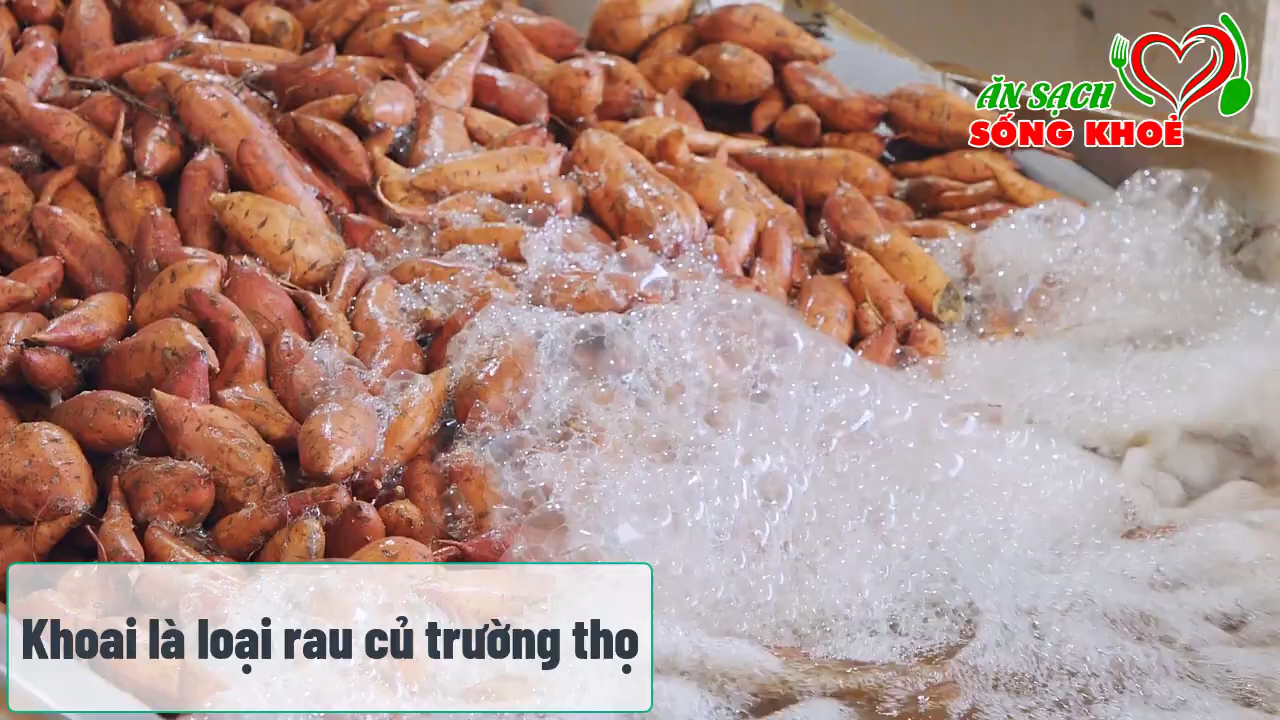 ĂN SẠCH
SỐNG KHOẺ
Khoai là loại rau củ trường thọ